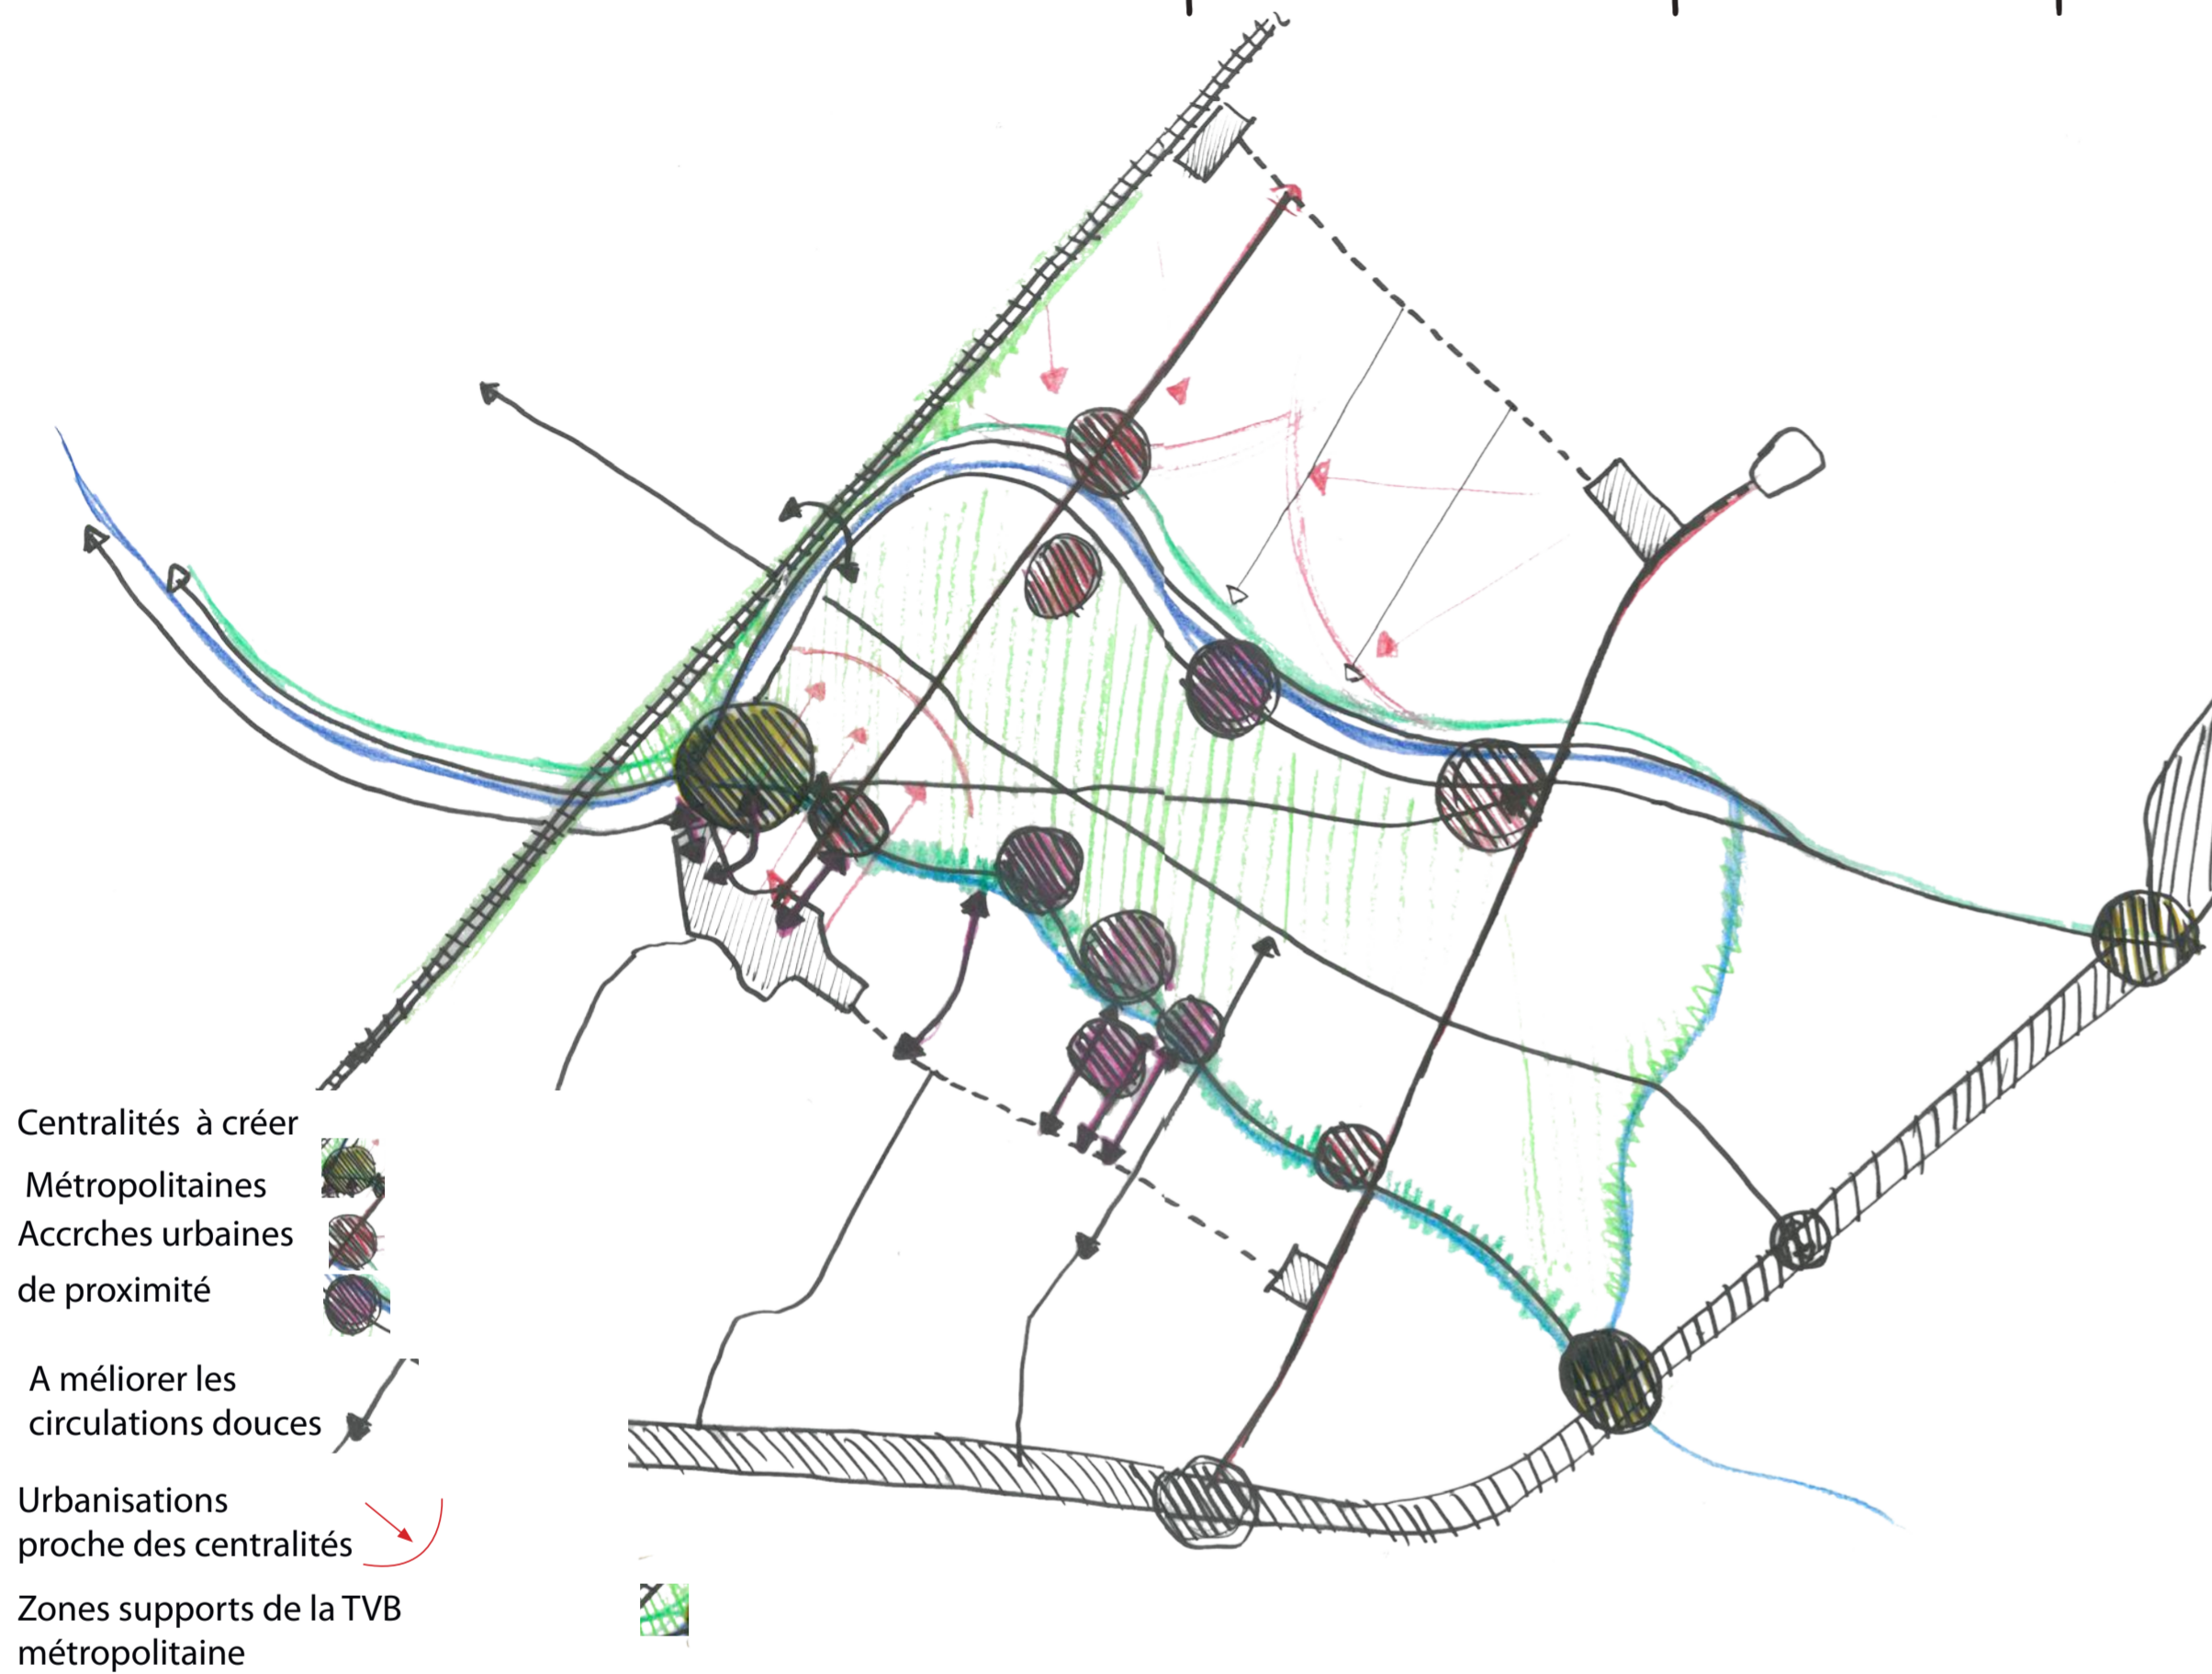 Centralités à créer
Métropolitaines
Accrches urbaines
de proximité
A méliorer les
circulations douces
Urbanisations
proche des centralités
Zones supports de la TVB
métropolitaine